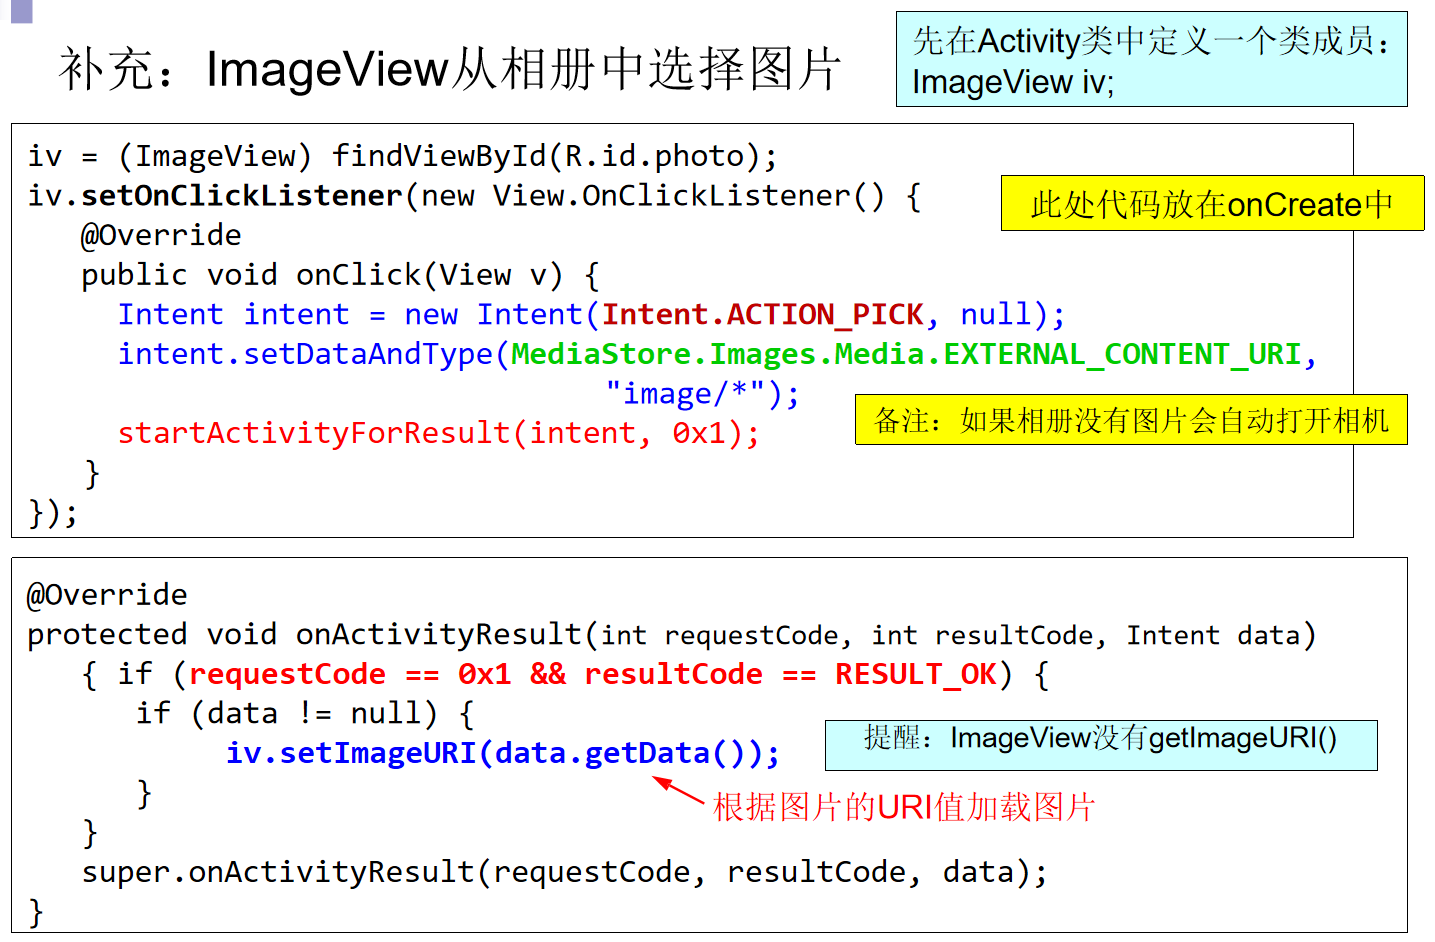 补充：ImageView从相册中选择图片
先在Activity类中定义一个类成员：
ImageView iv;
iv = (ImageView) findViewById(R.id.photo);
iv.setOnClickListener(new View.OnClickListener() {
此处代码放在onCreate中
@Override
public void onClick(View v) {
Intent intent = new Intent(Intent.ACTION_PICK, null);
intent.setDataAndType(MediaStore.Images.Media.EXTERNAL_CONTENT_URI,
"image/*");
备注：如果相册没有图片会自动打开相机
startActivityForResult(intent, 0x1);
}
});
@Override
protected void onActivityResult(int requestCode, int resultCode, Intent data)
{ if (requestCode == 0x1 && resultCode == RESULT_OK) {
if (data != null) {
iv.setImageURI(data.getData());
提醒：ImageView没有getImageURI()
根据图片的URI值加载图片
}
}
super.onActivityResult(requestCode, resultCode, data);
}